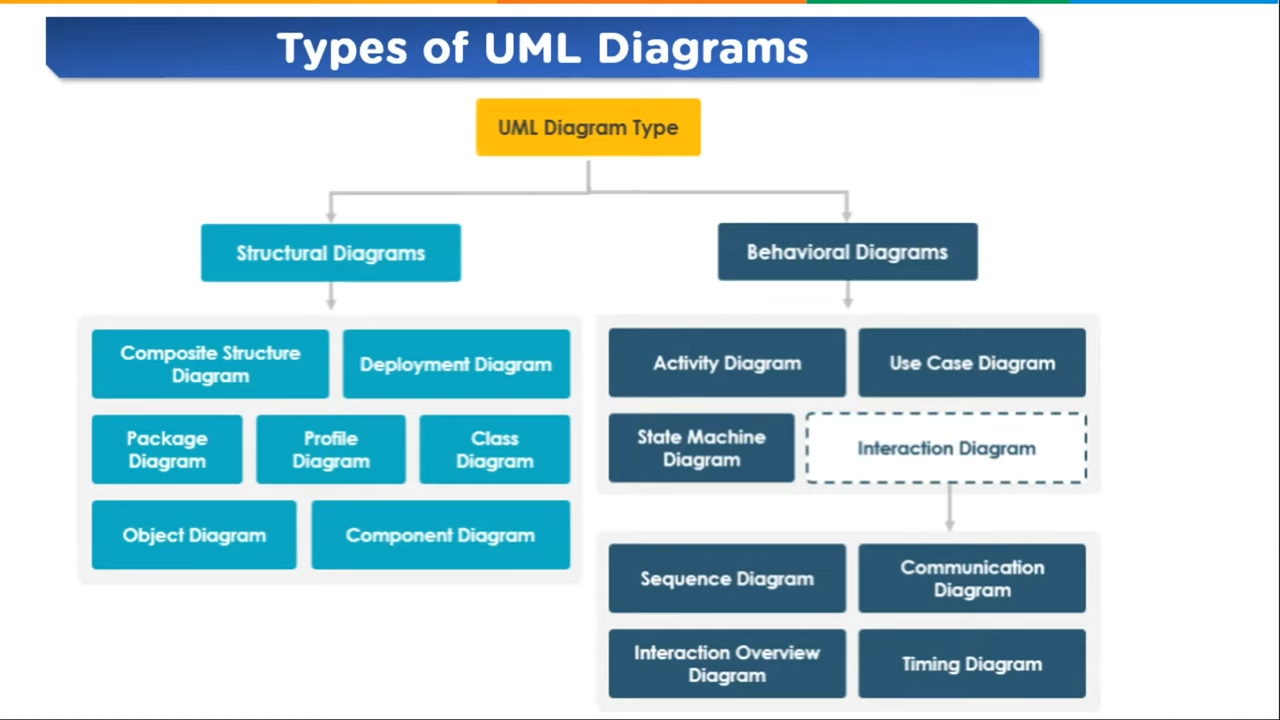 Types of UML Diagrams
UML Diagram Type
Structural Diagrams
Behavioral Diagrams
Composite Structure
Diagram
Deployment Diagram
Package
Diagram
Profile
Diagram
Class
Diagram
Object Diagram
Component Diagram
Activity Diagram
Use Case Diagram
State Machine
Diagram
Interaction Diagram
Sequence Diagram
Communication
Diagram
Interaction Overview
Diagram
Timing Diagram